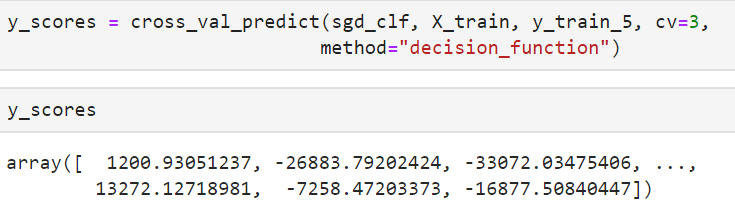 y_scores = cross_val_predict(sgd_clf, X_train, y_train_5, cv=3,
method="decision_function")
y_scores
array([  1200.93051237, -26883.79202424, -33072.03475406, ...,
13272.12718981,  -7258.47203373, -16877.50840447])